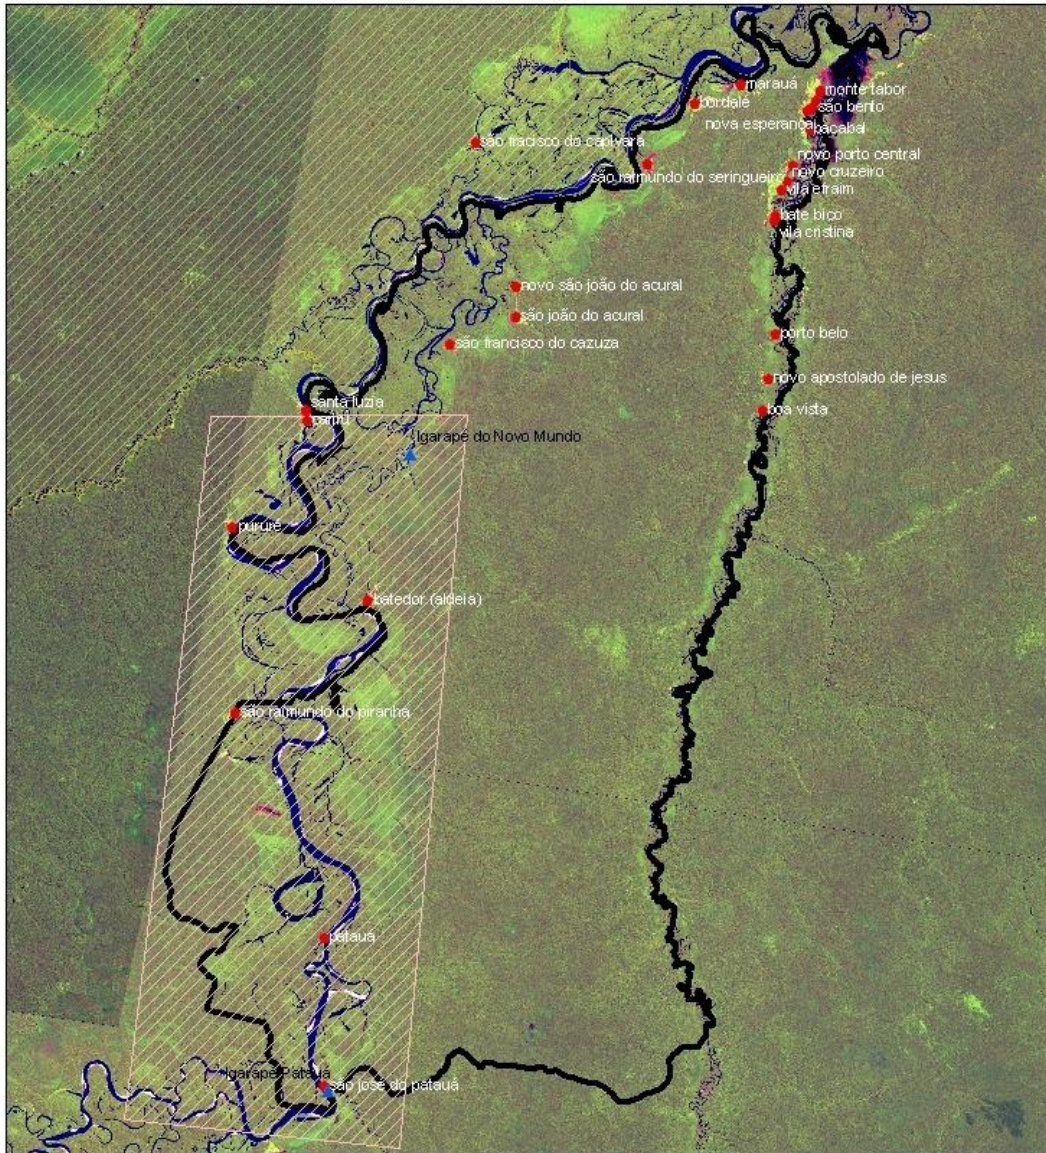 marauá
monte tabor
bordalé
são bento
nova esperança
bacabal
são fracisco do capivara
novo porto central
são raimundo do seringueiro
novo cruzeiro
vila efraim
bate bico
vila cristina
novo são joão do acural
são joão do acural
porto belo
são francisco do cazuza
novo apostolado de jesus
santa luzia
boa vista
Igarapé do Novo Mundo
pururé
batedor (aldeia)
são raimundo do piranha
patauá
Igarapé Patauá
são josé do patauá